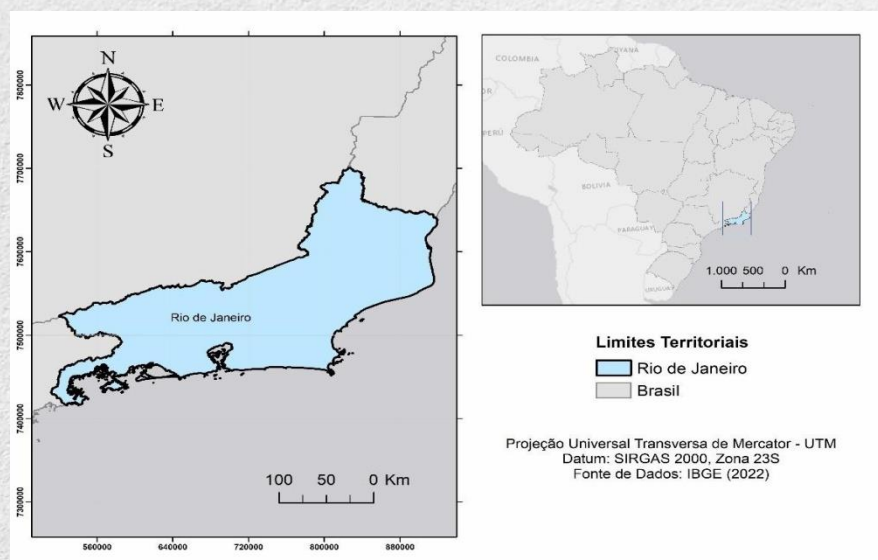 N
W E
S
7800000
7700000
7600000
7500000
7400000
7300000
Rio de Janeiro
100 50 0 Km
560000 640000 720000 800000 880000
COLOMBIA
PERÚ
BOLIVIA
PARAGUAY
URUGUAY
1.000 500 0 Km
Limites Territoriais
Rio de Janeiro
Brasil
Projeção Universal Transversa de Mercator - UTM
Datum: SIRGAS 2000, Zona 23S
Fonte de Dados: IBGE (2022)